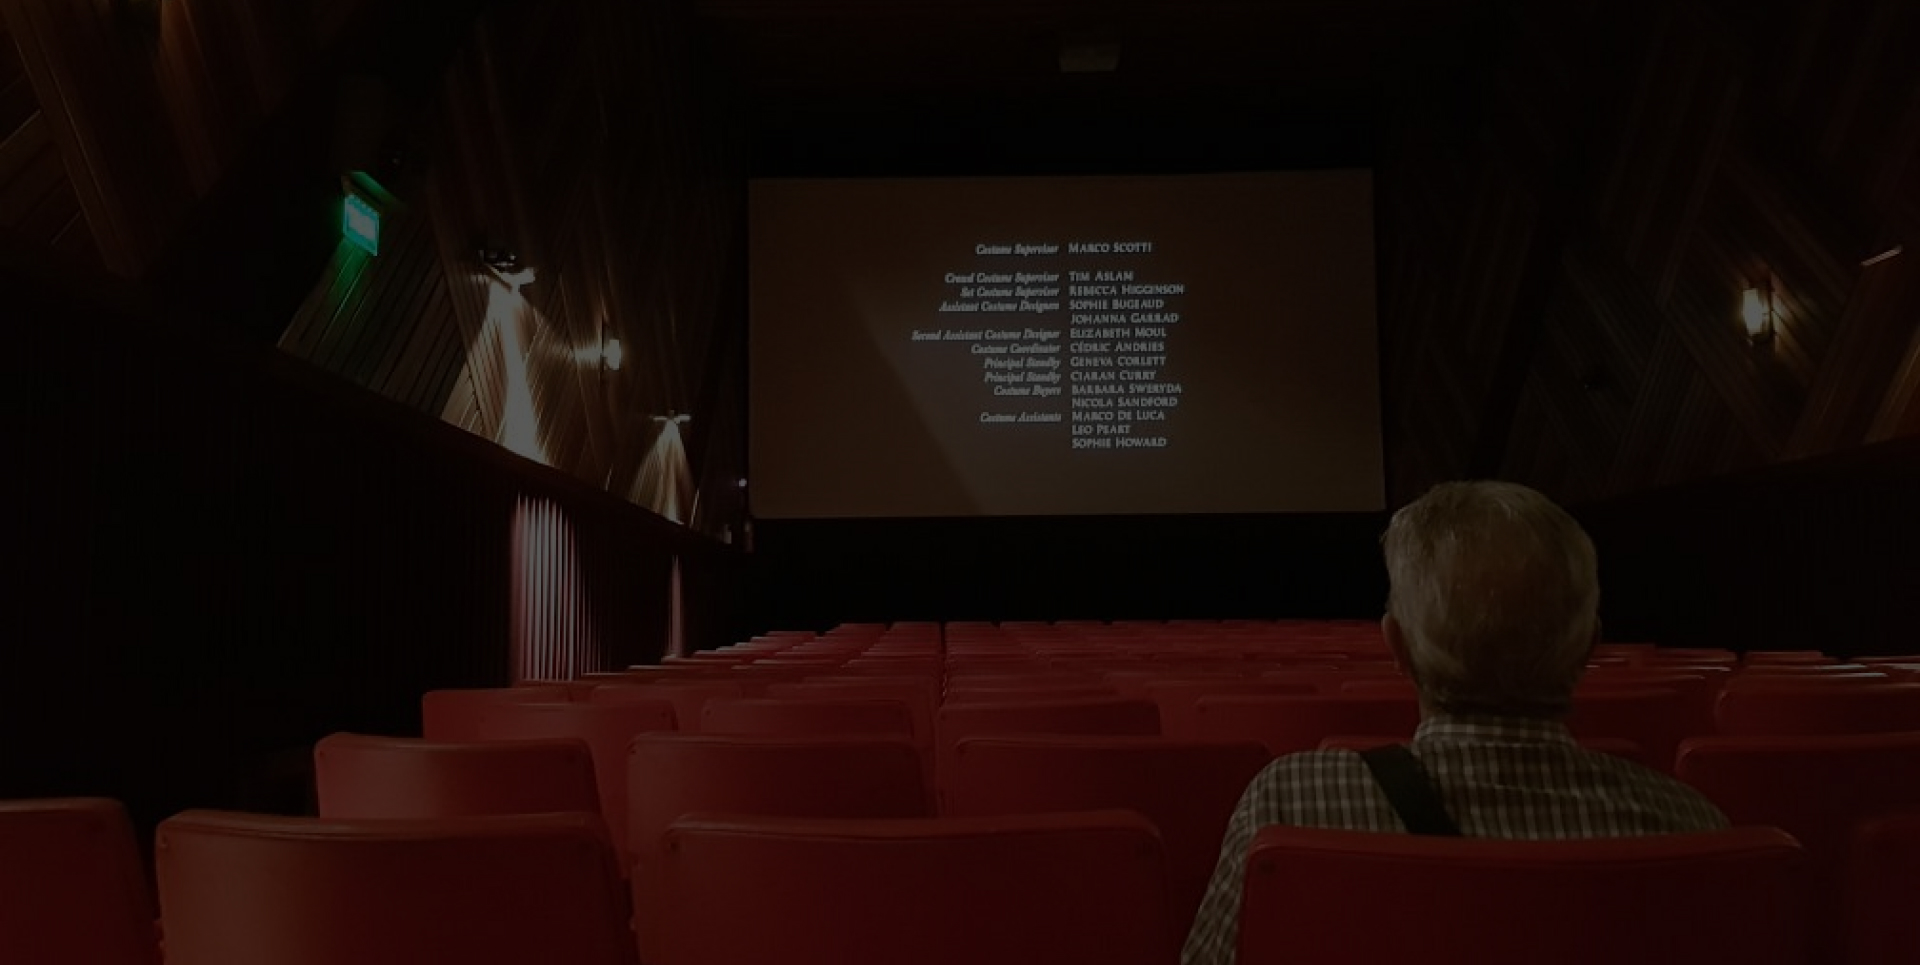 Costume Supervisor MARCO SCOTTI
Crowd Costume Supervisor TIM ASLAM
Set Costume Supervisor REBECCA HIGGINSON
Assistant Costume Designers SOPHIE BUGEAUD
JOHANNA GARRAD
Second Assistant Costume Designer ELIZABETH MOUL
Costume Coordinator CÉDRIC ANDRIES
Principal Standby GENEVA CORLETT
Principal Standby CIARAN CURRY
Costume Buyers BARBARA SWERYDA
NICOLA SANDFORD
Costume Assistants MARCO DE LUCA
LEO PEART
SOPHIE HOWARD